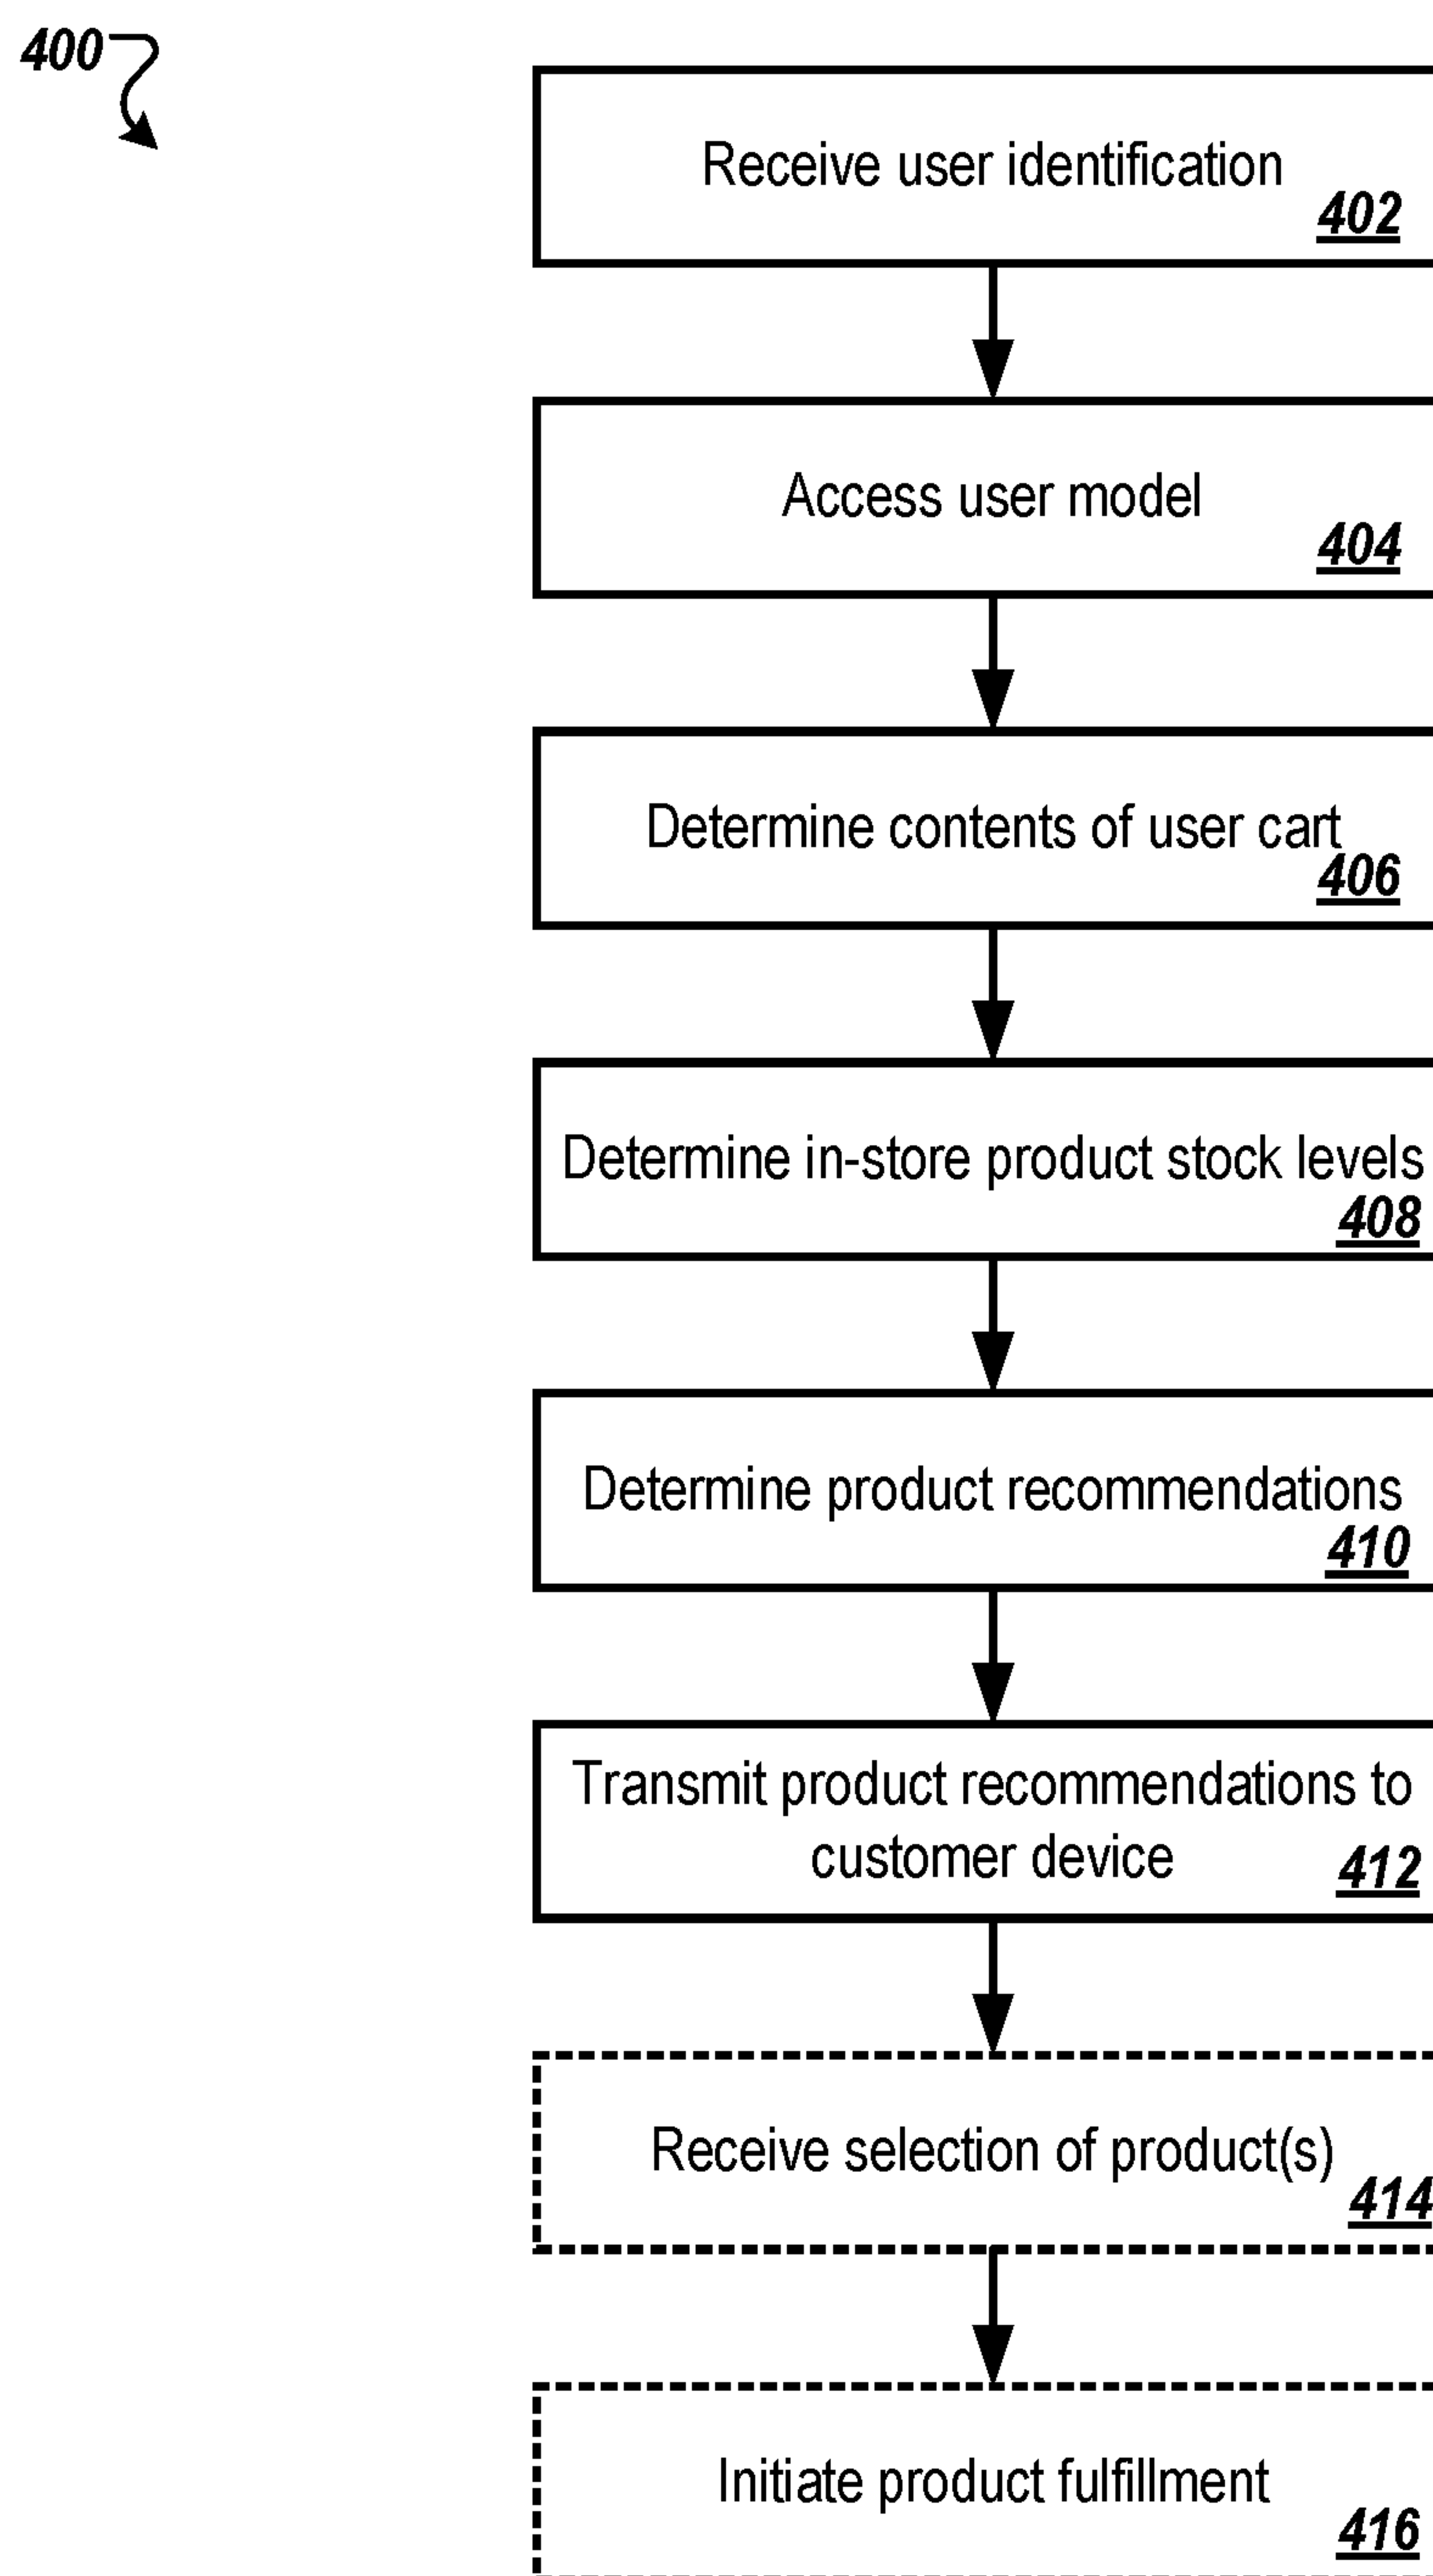 400
Receive user identification
402
Access user model
404
Determine contents of user cart
406
Determine in-store product stock levels
408
Determine product recommendations
410
Transmit product recommendations to
customer device
412
Receive selection of product(s)
414
Initiate product fulfillment
416